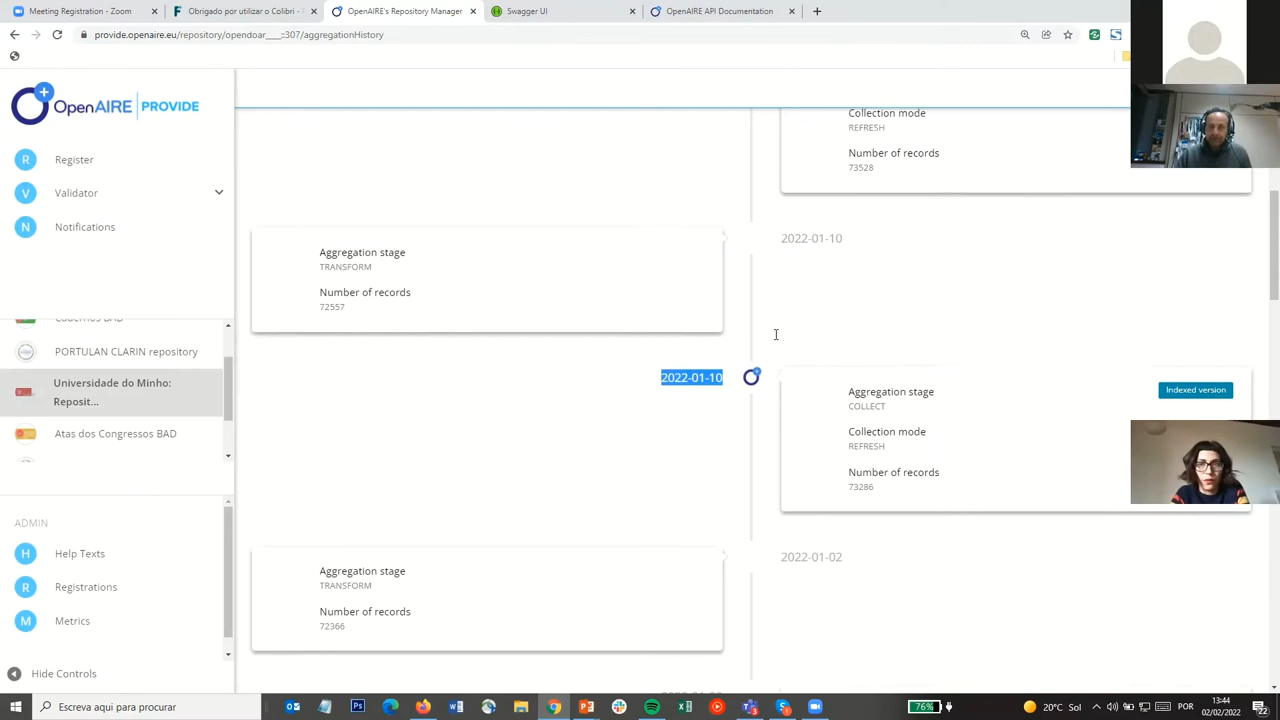 Meeting Registration - Zoom
Obrigado por utilizar o Colibri -
OpenAIRE's Repository Manager
Swagger UI
OpenAIRE API Documentation
provide.openaire.eu/repository/opendoar____::307/aggregationHistory
OpenAIRE | PROVIDE
R Register
V Validator
N Notifications
Cadernos BAD
PORTULAN CLARIN repository
Universidade do Minho:
Reposit...
Atas dos Congressos BAD
ADMIN
H Help Texts
R Registrations
M Metrics
Hide Controls
Collection mode
REFRESH
Number of records
73528
2022-01-10
Aggregation stage
TRANSFORM
Number of records
72557
2022-01-10
Aggregation stage
COLLECT
Indexed version
Collection mode
REFRESH
Number of records
73286
2022-01-02
Aggregation stage
TRANSFORM
Number of records
72366
Escreva aqui para procurar
76%
20°C Sol
POR
13:44
02/02/2022
22